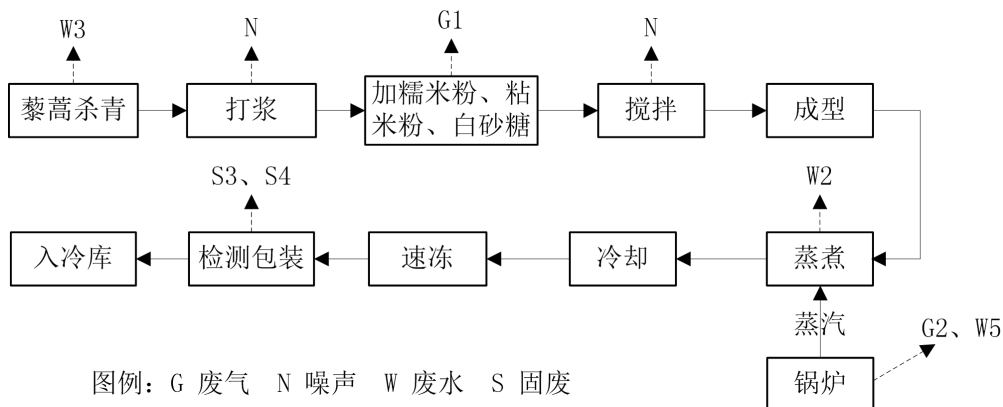 W3
N
G1
N
藜蒿杀青
打浆
加糯米粉、粘
米粉、白砂糖
搅拌
成型
S3、S4
W2
入冷库
检测包装
速冻
冷却
蒸煮
蒸汽
G2、W5
锅炉
图例：G 废气 N 噪声 W 废水 S 固废